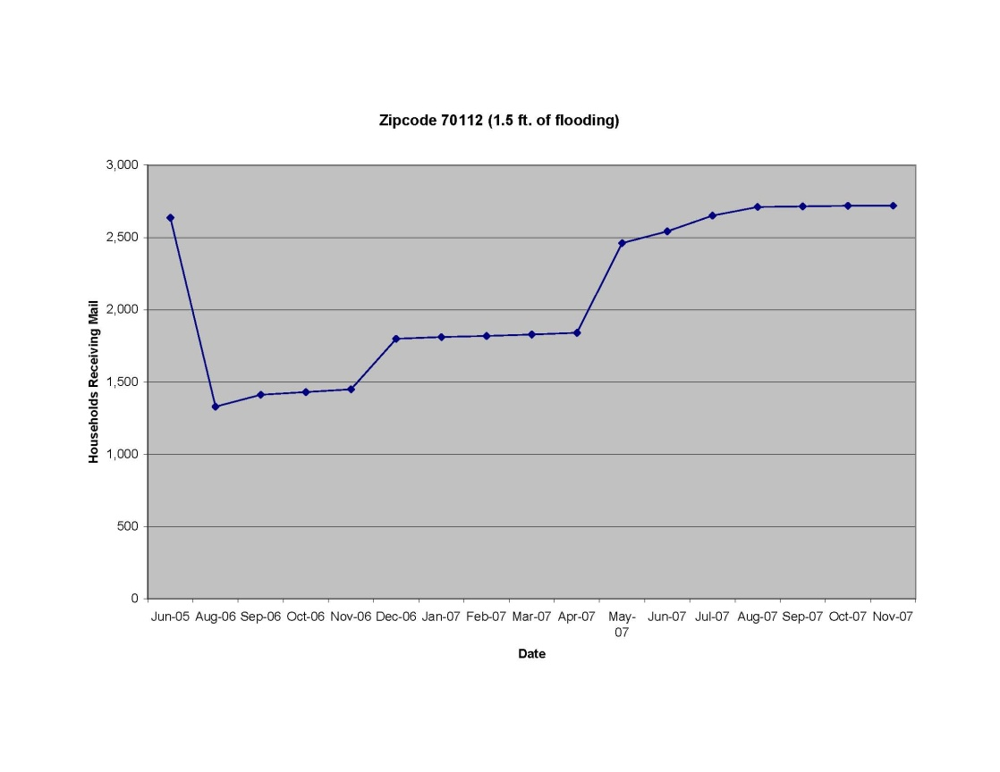 Zipcode 70112 (1.5 ft. of flooding)
3,000
2,500
2,000
1,500
1,000
500
0
Households Receiving Mail
Jun-05 Aug-06 Sep-06 Oct-06 Nov-06 Dec-06 Jan-07 Feb-07 Mar-07 Apr-07 May-07 Jun-07 Jul-07 Aug-07 Sep-07 Oct-07 Nov-07
Date